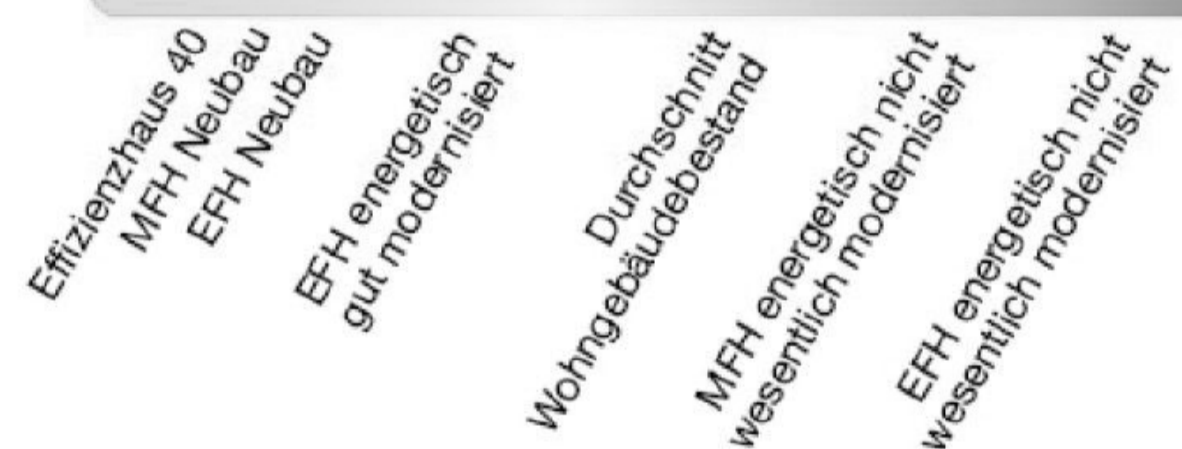 Effizienzhaus 40
MFH Neubau
EFH Neubau
EFH energetisch
gut modernisiert
Durchschnitt
Wohngebäudebestand
MFH energetisch nicht
wesentlich modernisiert
EFH energetisch nicht
wesentlich modernisiert